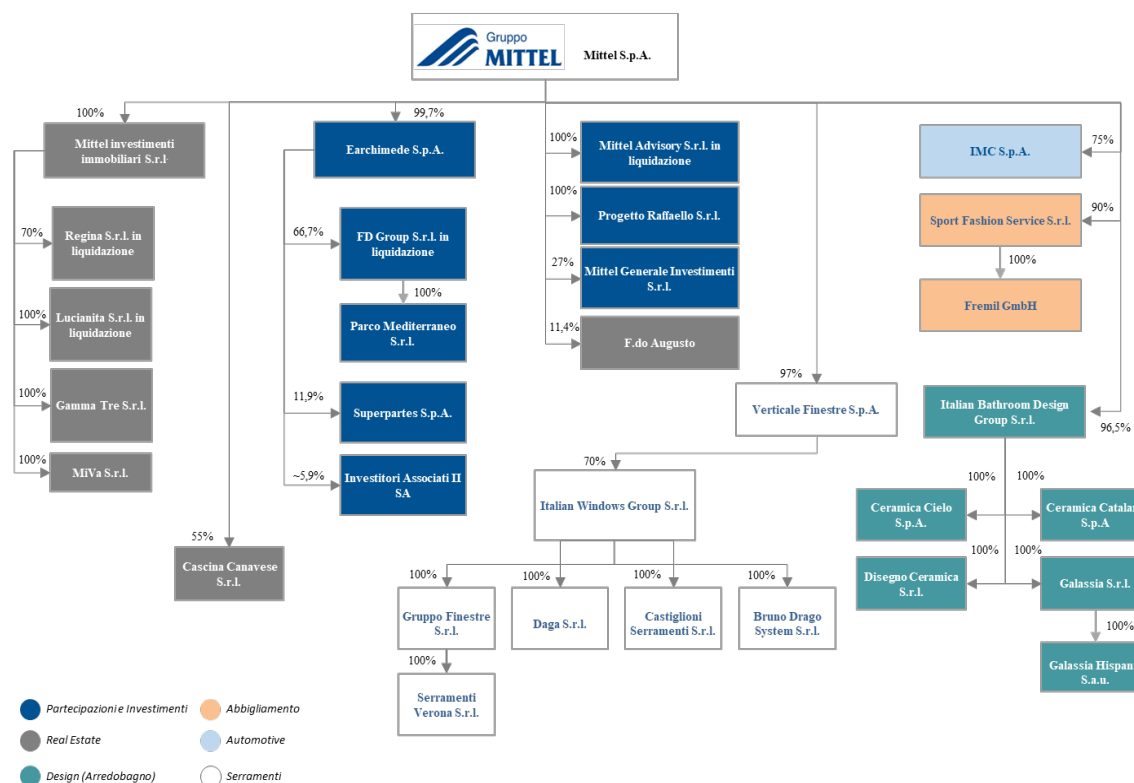 Gruppo
MITTEL
Mittel S.p.A.
100%
Mittel investimenti
immobiliari S.r.l.
70%
Regina S.r.l. in
liquidazione
100%
Lucianita S.r.l. in
liquidazione
100%
Gamma Tre S.r.l.
100%
MiVa S.r.l.
55%
Cascina Canavese
S.r.l.
99,7%
Earchimede S.p.A.
66,7%
FD Group S.r.l. in
liquidazione
100%
Parco Mediterraneo
S.r.l.
11,9%
Superpartes S.p.A.
~5,9%
Investitori Associati II
SA
100%
Mittel Advisory S.r.l. in
liquidazione
100%
Progetto Raffaello S.r.l.
27%
Mittel Generale Investimenti
S.r.l.
11,4%
F.do Augusto
97%
Verticale Finestre S.p.A.
70%
Italian Windows Group S.r.l.
100%
Gruppo Finestre
S.r.l.
100%
Serramenti
Verona S.r.l.
100%
Daga S.r.l.
100%
Castiglioni
Serramenti S.r.l.
100%
Bruno Drago
System S.r.l.
75%
IMC S.p.A.
90%
Sport Fashion Service S.r.l.
100%
Fremil GmbH
96,5%
Italian Bathroom Design
Group S.r.l.
100%
Ceramica Cielo
S.p.A.
100%
Ceramica Catalano
S.p.A
100%
Disegno Ceramica
S.r.l.
100%
Galassia S.r.l.
100%
Galassia Hispania
S.a.u.
Partecipazioni e Investimenti
Real Estate
Design (Arredobagno)
Abbigliamento
Automotive
Serramenti